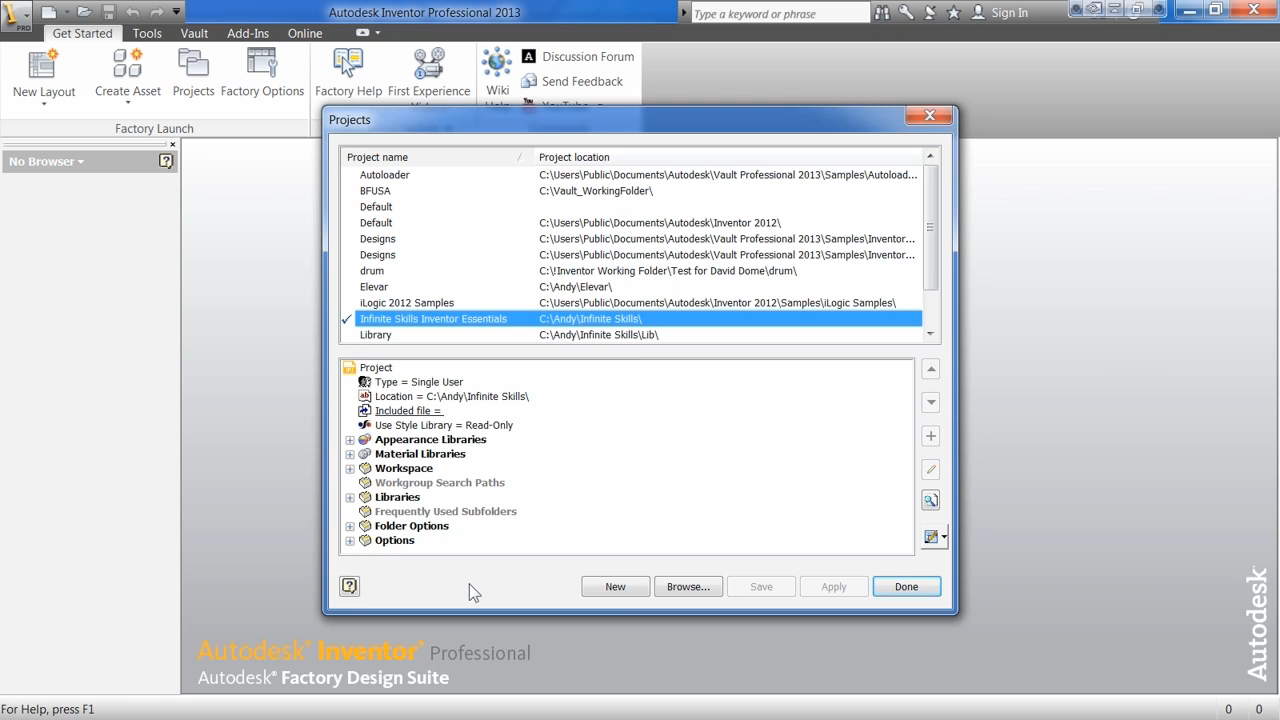 PRO
Autodesk Inventor Professional 2013
Type a keyword or phrase
Sign In
Get Started
Tools
Vault
Add-Ins
Online
New Layout
Create Asset
Projects
Factory Options
Factory Help
First Experience
Wiki
Discussion Forum
Send Feedback
Factory Launch
No Browser
Projects
Project name / Project location
Autoloader C:\Users\Public\Documents\Autodesk\Vault Professional 2013\Samples\Autoload...
BFUSA C:\Vault_WorkingFolder\
Default
Default C:\Users\Public\Documents\Autodesk\Inventor 2012\
Designs C:\Users\Public\Documents\Autodesk\Vault Professional 2013\Samples\Inventor...
Designs C:\Users\Public\Documents\Autodesk\Vault Professional 2013\Samples\Inventor...
drum C:\!Inventor Working Folder\Test for David Dome\drum\
Elevar C:\Andy\Elevar\
iLogic 2012 Samples C:\Users\Public\Documents\Autodesk\Inventor 2012\Samples\iLogic Samples\
Infinite Skills Inventor Essentials C:\Andy\Infinite Skills\
Library C:\Andy\Infinite Skills\Lib\
Project
Type = Single User
Location = C:\Andy\Infinite Skills\
Included file =
Use Style Library = Read-Only
Appearance Libraries
Material Libraries
Workspace
Workgroup Search Paths
Libraries
Frequently Used Subfolders
Folder Options
Options
New
Browse...
Save
Apply
Done
Autodesk® Inventor® Professional
Autodesk® Factory Design Suite
Autodesk®
For Help, press F1
0 0